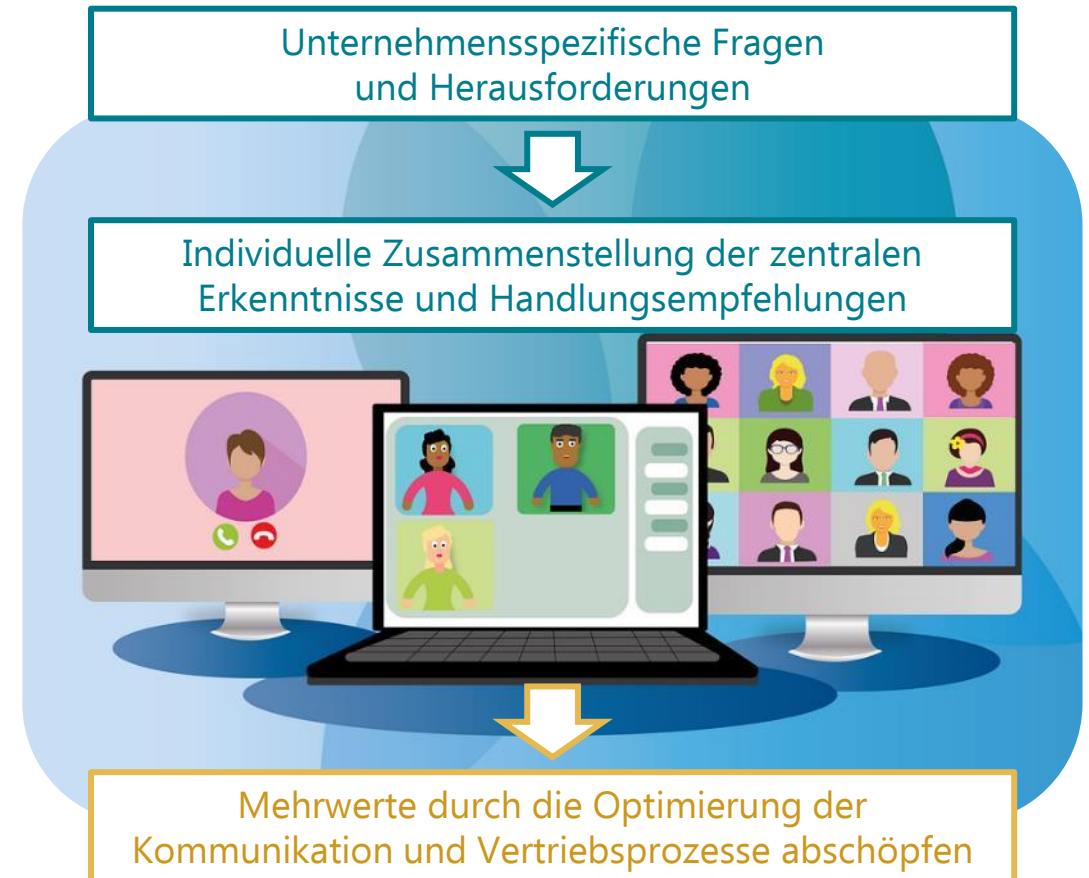 Unternehmensspezifische Fragen
und Herausforderungen
Individuelle Zusammenstellung der zentralen
Erkenntnisse und Handlungsempfehlungen
Mehrwerte durch die Optimierung der
Kommunikation und Vertriebsprozesse abschöpfen